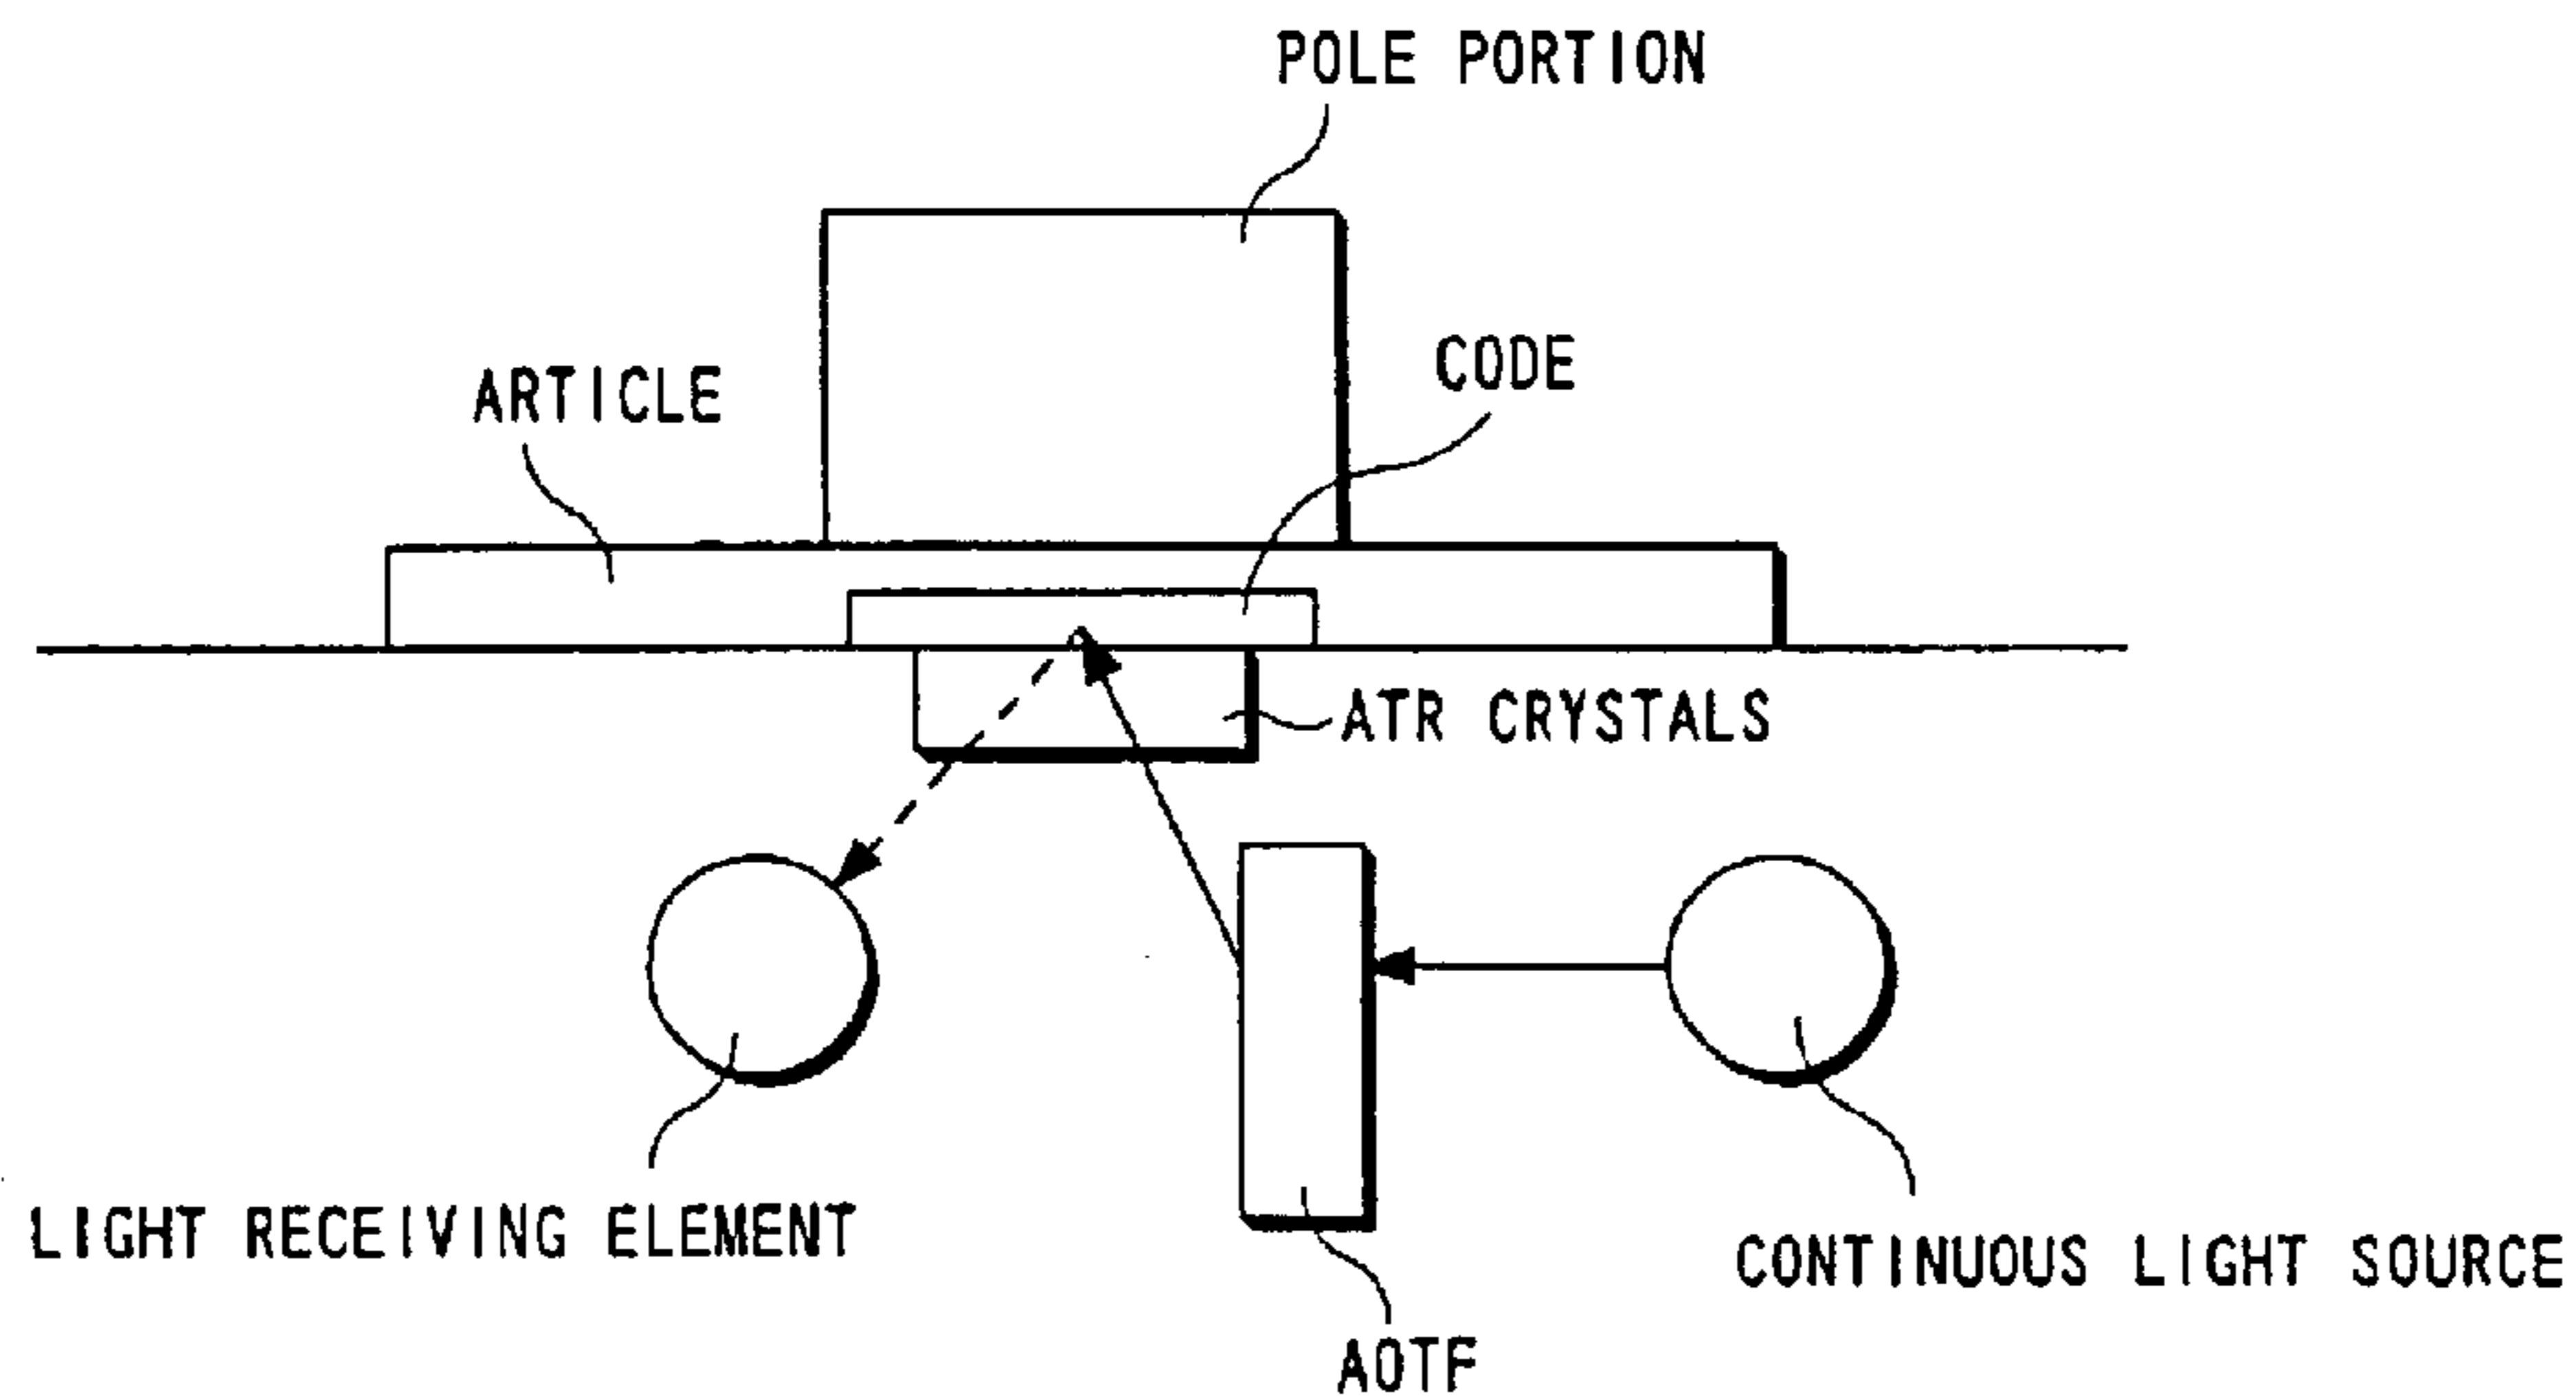 POLE PORTION
CODE
ARTICLE
ATR CRYSTALS
LIGHT RECEIVING ELEMENT
CONTINUOUS LIGHT SOURCE
AOTF